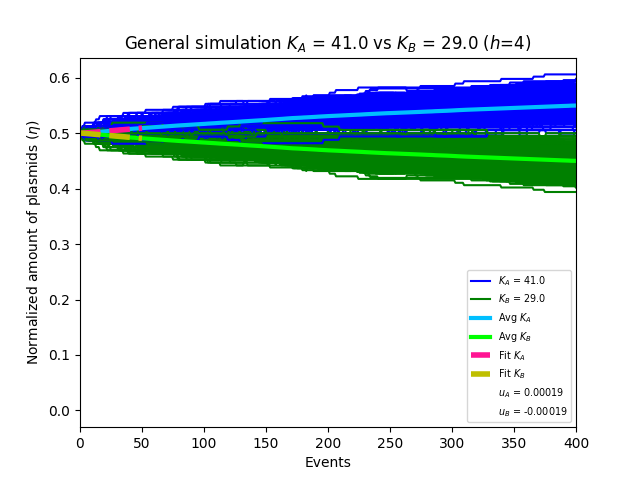 General simulation K_A = 41.0 vs K_B = 29.0 (h=4)
Normalized amount of plasmids (η)
0.6
0.5
0.4
0.3
0.2
0.1
0.0
K_A = 41.0
K_B = 29.0
Avg K_A
Avg K_B
Fit K_A
Fit K_B
u_A = 0.00019
u_B = -0.00019
0 50 100 150 200 250 300 350 400
Events